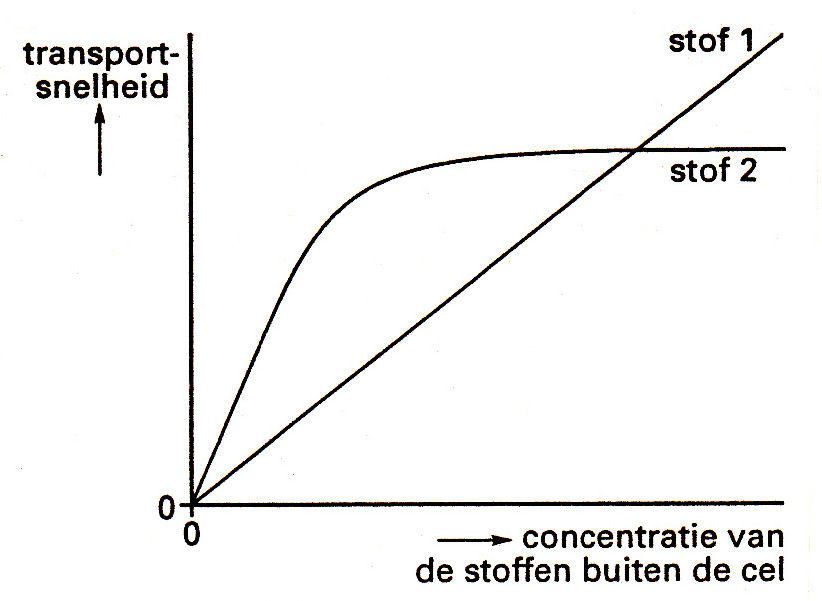 transport-
snelheid
stof 1
stof 2
0
0
concentratie van
de stoffen buiten de cel